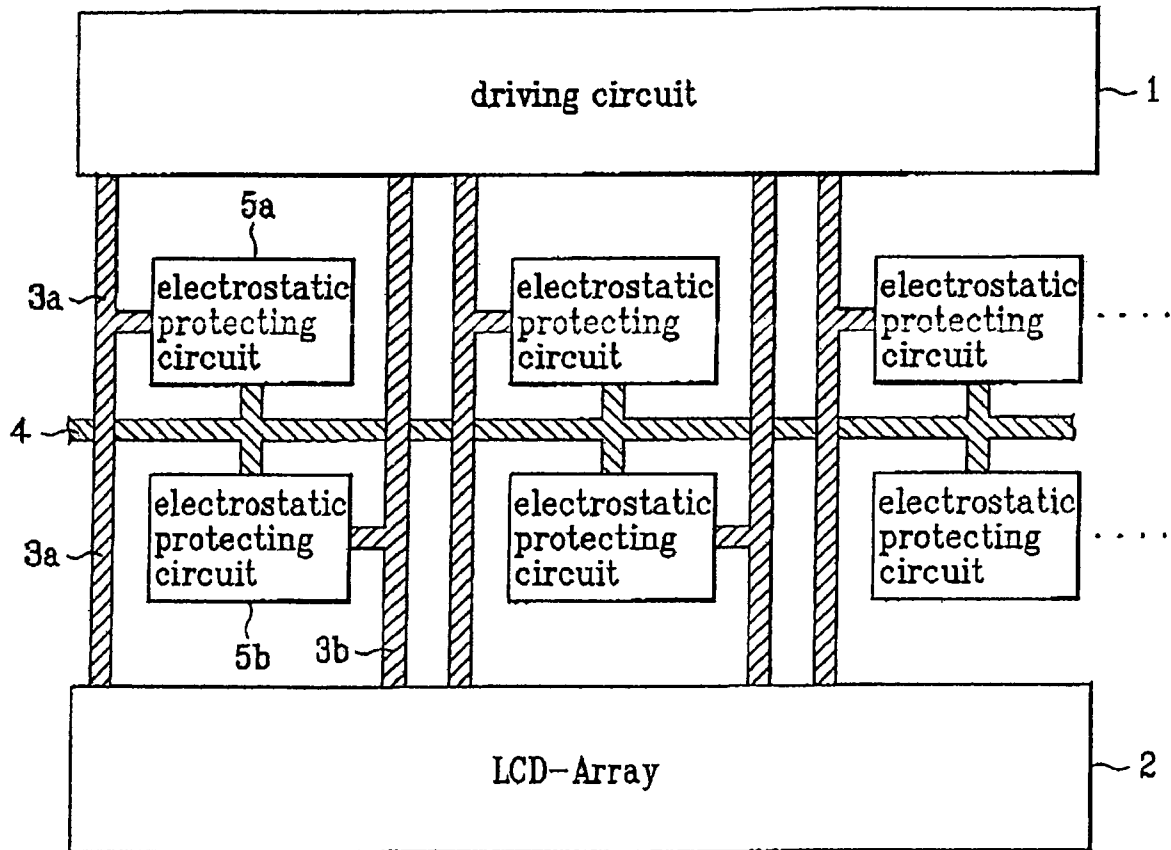 driving circuit
1
5a
3a
electrostatic
protecting
circuit
electrostatic
protecting
circuit
electrostatic
protecting
circuit
. . . .
4
3a
electrostatic
protecting
circuit
electrostatic
protecting
circuit
electrostatic
protecting
circuit
. . . .
5b
3b
LCD-Array
2